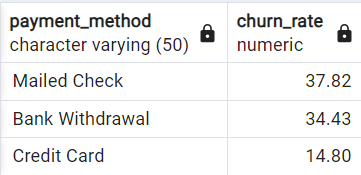 payment_method churn_rate
character varying (50) numeric
Mailed Check 37.82
Bank Withdrawal 34.43
Credit Card 14.80